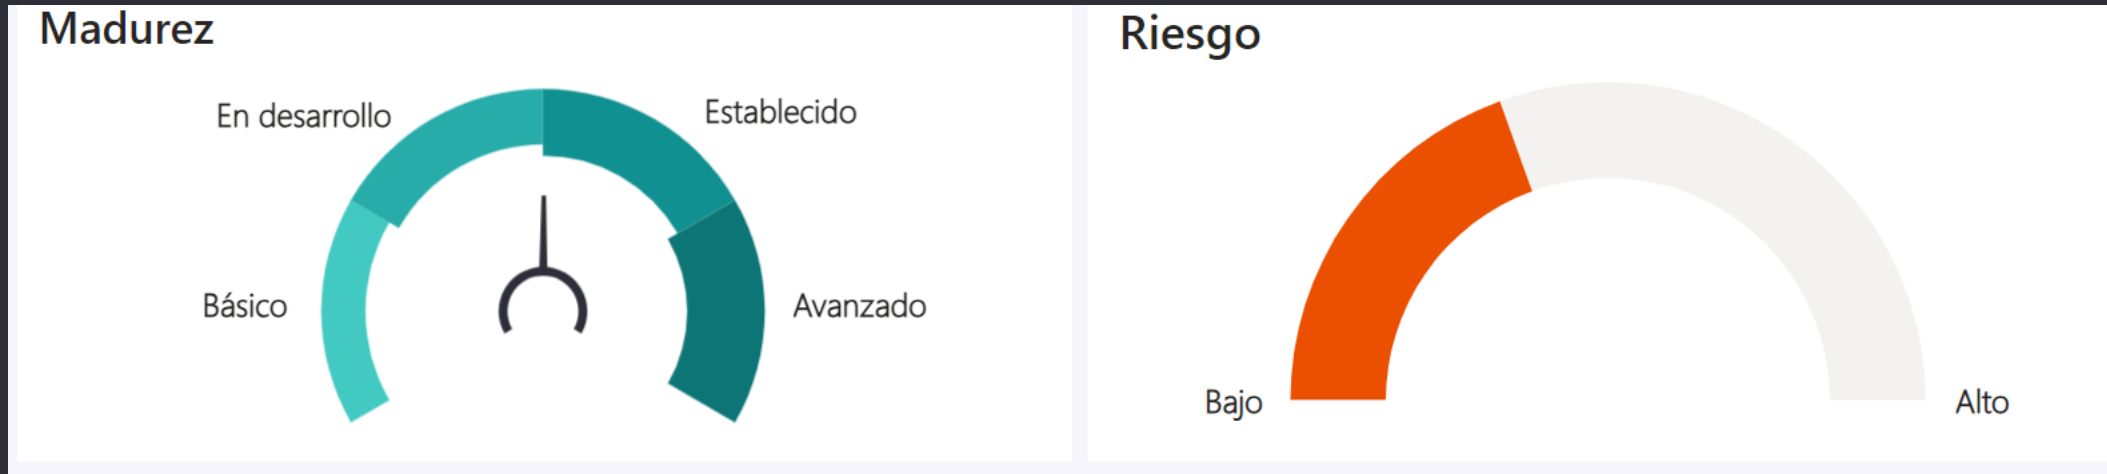 Madurez
En desarrollo
Establecido
Básico
Avanzado
Riesgo
Bajo
Alto